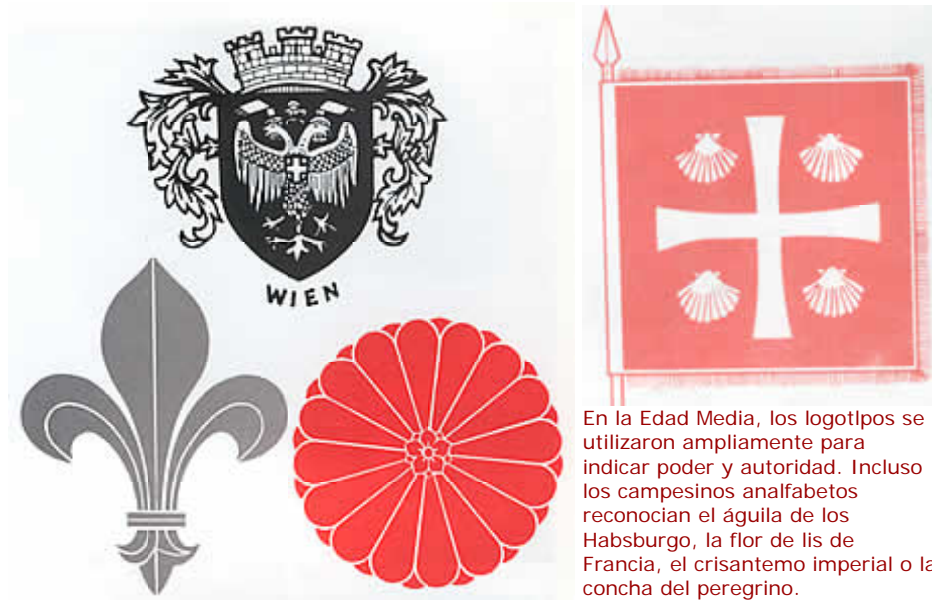 WIEN
En la Edad Media, los logotlpos se
utilizaron ampliamente para
indicar poder y autoridad. Incluso
los campesinos analfabetos
reconocian el águila de los
Habsburgo, la flor de lis de
Francia, el crisantemo imperial o la
concha del peregrino.